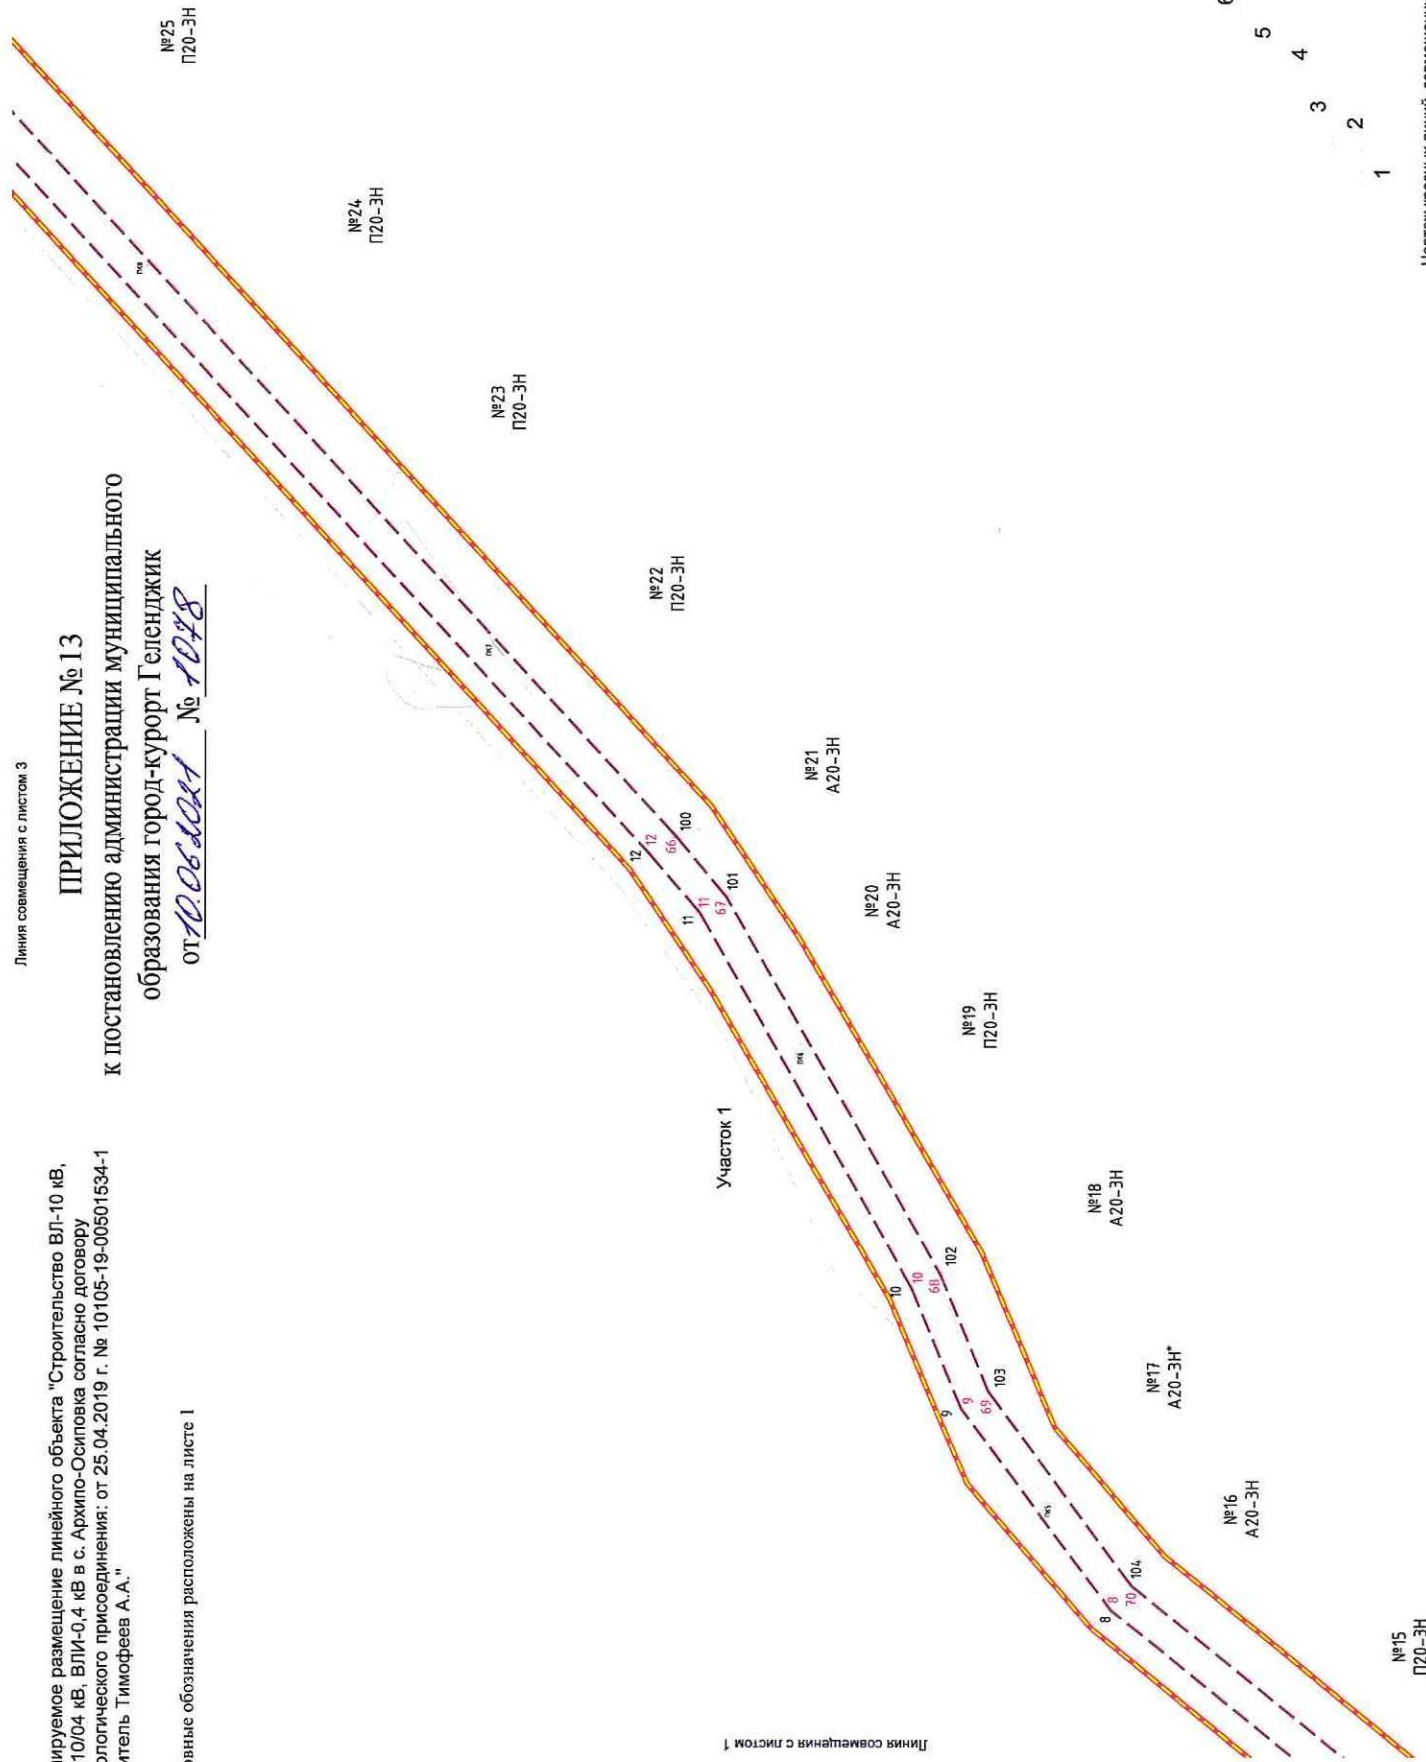 Линия совмещения с листом 3
ПРИЛОЖЕНИЕ № 13
к постановлению администрации муниципального
образования город-курорт Геленджик
от 10.06.2021 № 1078
ируемое размещение линейного объекта "Строительство ВЛ-10 кВ,
10/04 кВ, ВЛИ-0,4 кВ в с. Архипо-Осиповка согласно договору
ологического присоединения: от 25.04.2019 г. № 10105-19-00501534-1
итель Тимофеев А.А."
овные обозначения расположены на листе 1
Линия совмещения с листом 1
Участок 1
№25
П20-3Н
№24
П20-3Н
№23
П20-3Н
№22
П20-3Н
№21
А20-3Н
№20
А20-3Н
№19
П20-3Н
№18
А20-3Н
№17
А20-3Н*
№16
А20-3Н
№15
П20-3Н
ПК8
ПК7
ПК6
ПК5
12
12
66
100
11
11
67
101
10
10
68
102
9
9
69
103
8
8
70
104
6
5
4
3
2
1